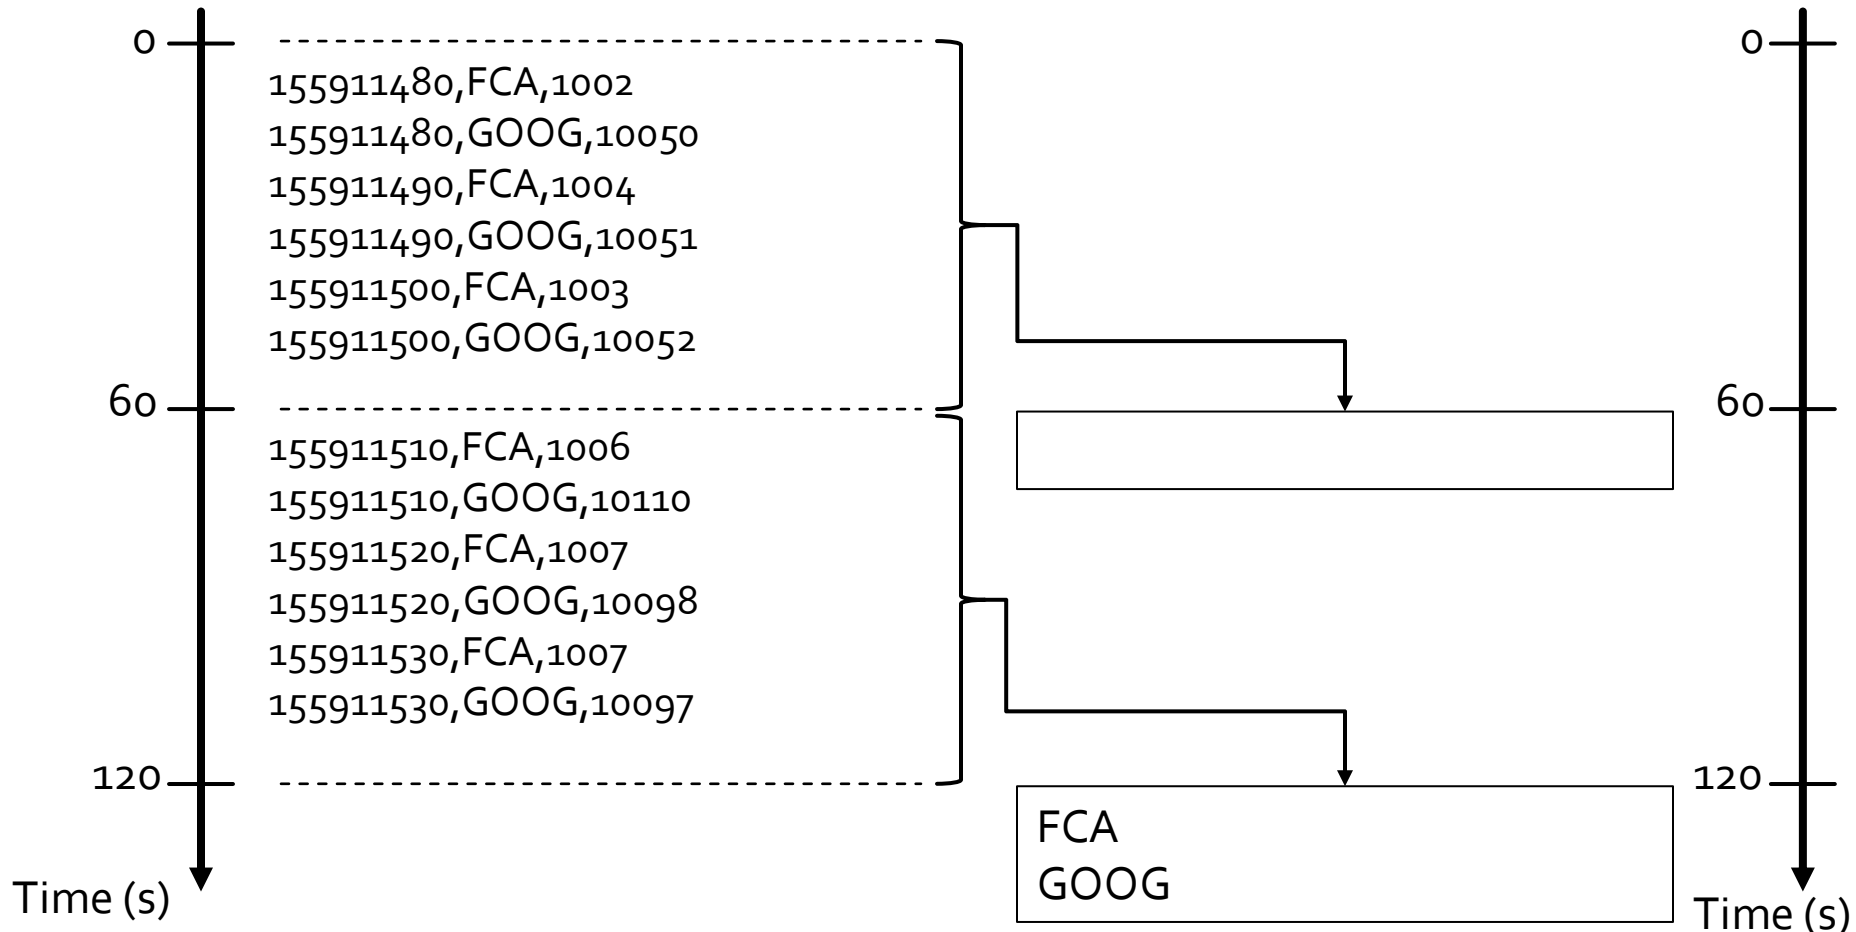 0
155911480,FCA,1002
155911480,GOOG,10050
155911490,FCA,1004
155911490,GOOG,10051
155911500,FCA,1003
155911500,GOOG,10052
60
155911510,FCA,1006
155911510,GOOG,10110
155911520,FCA,1007
155911520,GOOG,10098
155911530,FCA,1007
155911530,GOOG,10097
120
Time (s)
FCA
GOOG
0
60
120
Time (s)